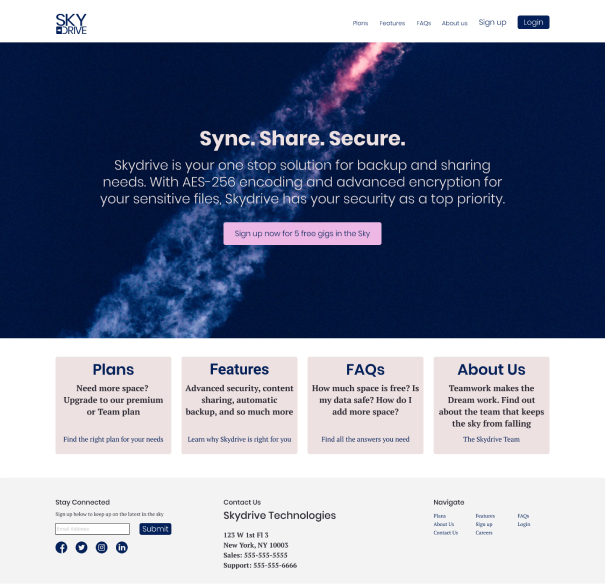 SKY
DRIVE
Plans Features FAQs About us Sign up Login
Sync. Share. Secure.
Skydrive is your one stop solution for backup and sharing
needs. With AES-256 encoding and advanced encryption for
your sensitive files, Skydrive has your security as a top priority.
Sign up now for 5 free gigs in the Sky
Plans
Need more space?
Upgrade to our premium
or Team plan
Find the right plan for your needs
Features
Advanced security, content
sharing, automatic
backup, and so much more
Learn why Skydrive is right for you
FAQs
How much space is free? Is
my data safe? How do I
add more space?
Find all the answers you need
About Us
Teamwork makes the
Dream work. Find out
about the team that keeps
the sky from falling
The Skydrive Team
Stay Connected
Sign up below to keep up on the latest in the sky
Email Address
Submit
Contact Us
Skydrive Technologies
123 W 1st Fl 3
New York, NY 10003
Sales: 555-555-5555
Support: 555-555-6666
Navigate
Plans Features FAQs
About Us Sign up Login
Contact Us Careers